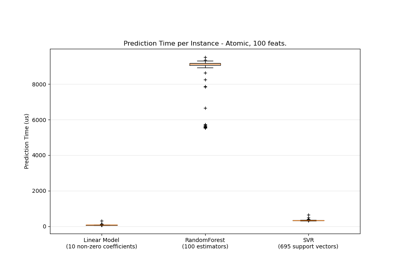 Prediction Time per Instance - Atomic, 100 feats.
Prediction Time (us)
8000
6000
4000
2000
0
Linear Model
(10 non-zero coefficients)
RandomForest
(100 estimators)
SVR
(695 support vectors)